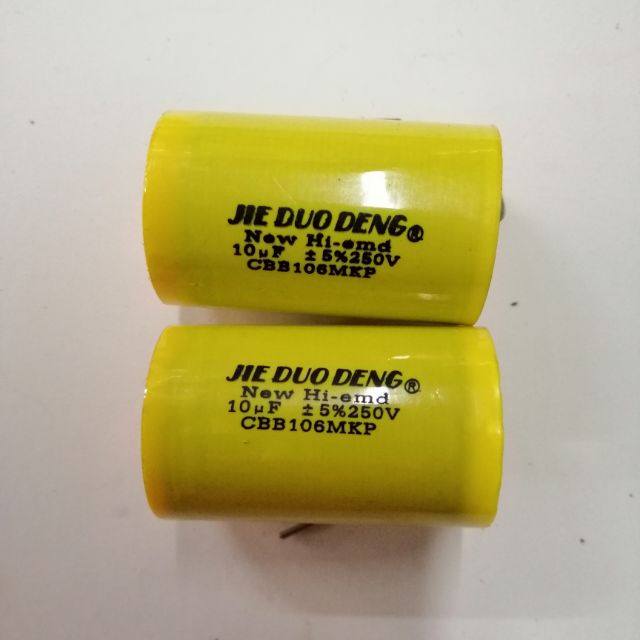 JIE DUO DENG®
New Hi-emd
10µF ±5%250V
CBB106MKP
JIE DUO DENG®
New Hi-emd
10µF ±5%250V
CBB106MKP